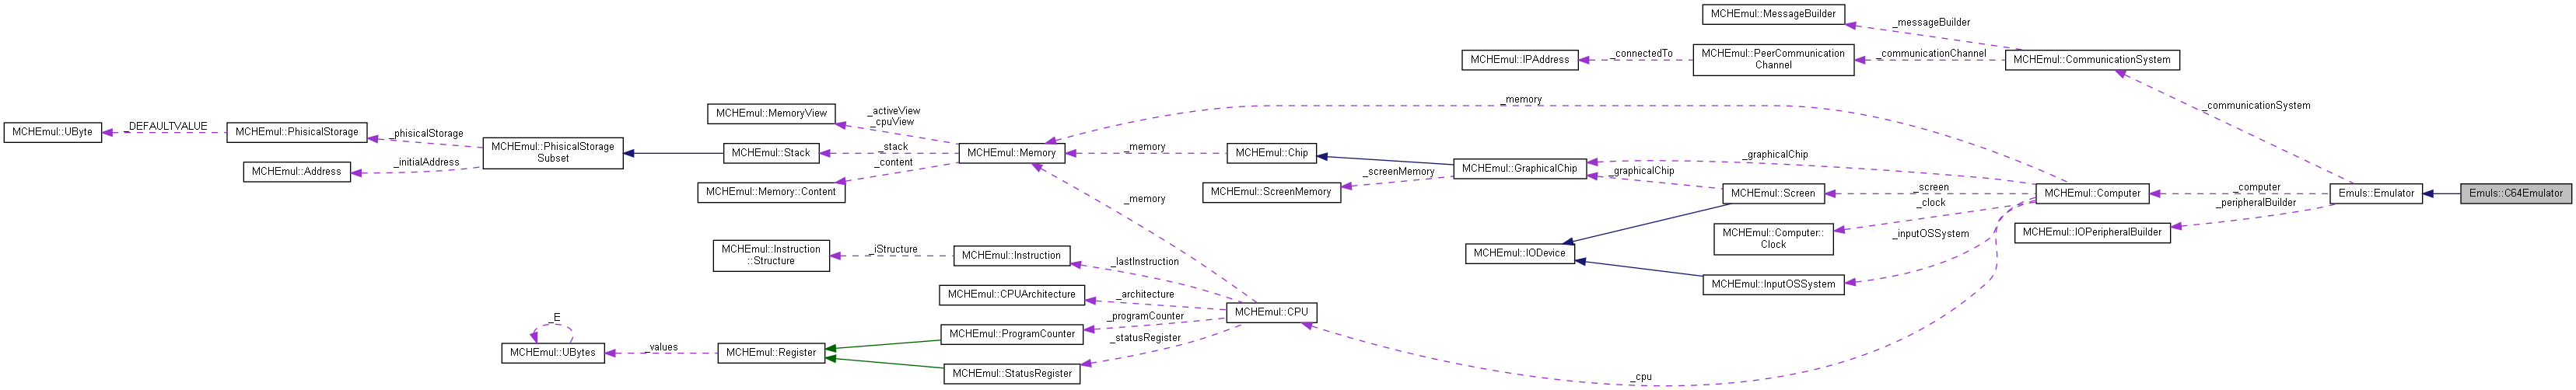 MCHEmul::MessageBuilder
_messageBuilder
MCHEmul::IPAddress
_connectedTo
MCHEmul::PeerCommunication
Channel
_communicationChannel
MCHEmul::CommunicationSystem
_communicationSystem
_memory
MCHEmul::UByte
_DEFAULTVALUE
MCHEmul::PhisicalStorage
_phisicalStorage
MCHEmul::Address
_initialAddress
MCHEmul::PhisicalStorage
Subset
MCHEmul::MemoryView
_activeView
_cpuView
MCHEmul::Stack
_stack
MCHEmul::Memory::Content
_content
MCHEmul::Memory
_memory
MCHEmul::Chip
MCHEmul::ScreenMemory
_screenMemory
MCHEmul::GraphicalChip
_graphicalChip
_graphicalChip
MCHEmul::Screen
_screen
_clock
MCHEmul::Computer::
Clock
_inputOSSystem
MCHEmul::IODevice
MCHEmul::InputOSSystem
MCHEmul::Computer
_computer
_peripheralBuilder
MCHEmul::IOPeripheralBuilder
Emuls::Emulator
Emuls::C64Emulator
_memory
MCHEmul::Instruction
::Structure
_iStructure
MCHEmul::Instruction
_lastInstruction
MCHEmul::CPUArchitecture
_architecture
MCHEmul::ProgramCounter
_programCounter
_statusRegister
MCHEmul::StatusRegister
MCHEmul::CPU
_E
MCHEmul::UBytes
_values
MCHEmul::Register
_cpu